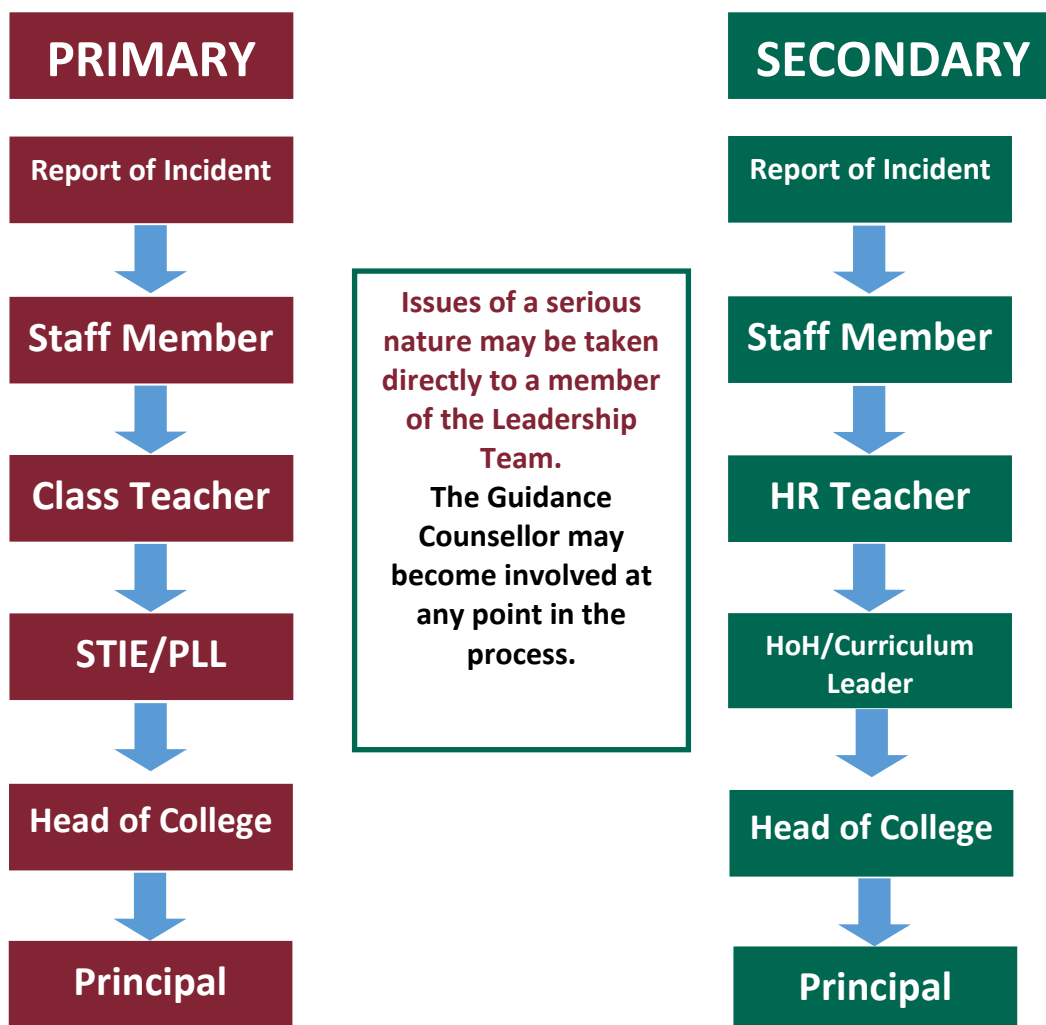 PRIMARY
Report of Incident
Staff Member
Class Teacher
STIE/PLL
Head of College
Principal
Issues of a serious
nature may be taken
directly to a member
of the Leadership
Team.
The Guidance
Counsellor may
become involved at
any point in the
process.
SECONDARY
Report of Incident
Staff Member
HR Teacher
HoH/Curriculum
Leader
Head of College
Principal